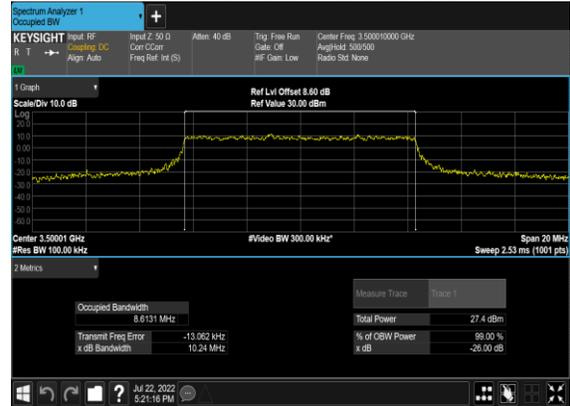 Spectrum Analyzer 1
Occupied BW
+
KEYSIGHT Input: RF Input Z: 50 Ω Atten: 40 dB Trig: Free Run Center Freq: 3.500010000 GHz
R T Coupling: DC Corr CCorr Gate: Off Avg|Hold: 500/500
Align: Auto Freq Ref: Int (S) #IF Gain: Low Radio Std: None
LXI
1 Graph
Ref Lvl Offset 8.60 dB
Scale/Div 10.0 dB Ref Value 30.00 dBm
Log
20.0
10.0
0.0
-10.0
-20.0
-30.0
-40.0
-50.0
-60.0
Center 3.50001 GHz #Video BW 300.00 kHz* Span 20 MHz
#Res BW 100.00 kHz Sweep 2.53 ms (1001 pts)
2 Metrics
Measure Trace Trace 1
Occupied Bandwidth
8.6131 MHz Total Power 27.4 dBm
Transmit Freq Error -13.062 kHz % of OBW Power 99.00 %
x dB Bandwidth 10.24 MHz x dB -26.00 dB
? Jul 22, 2022
5:21:16 PM